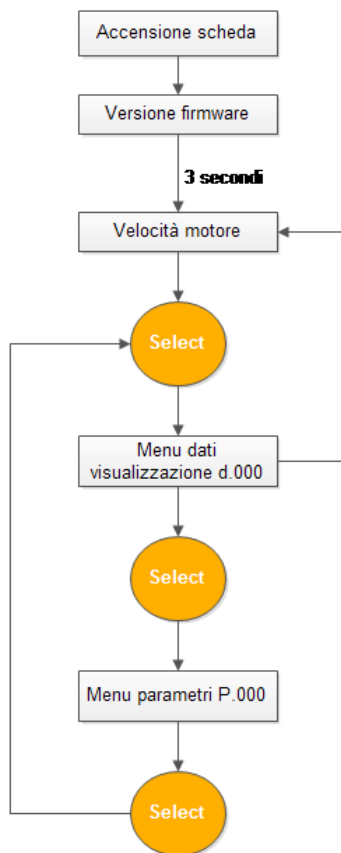 Accensione scheda
Versione firmware
3 secondi
Velocità motore
Select
Menu dati
visualizzazione d.000
Select
Menu parametri P.000
Select